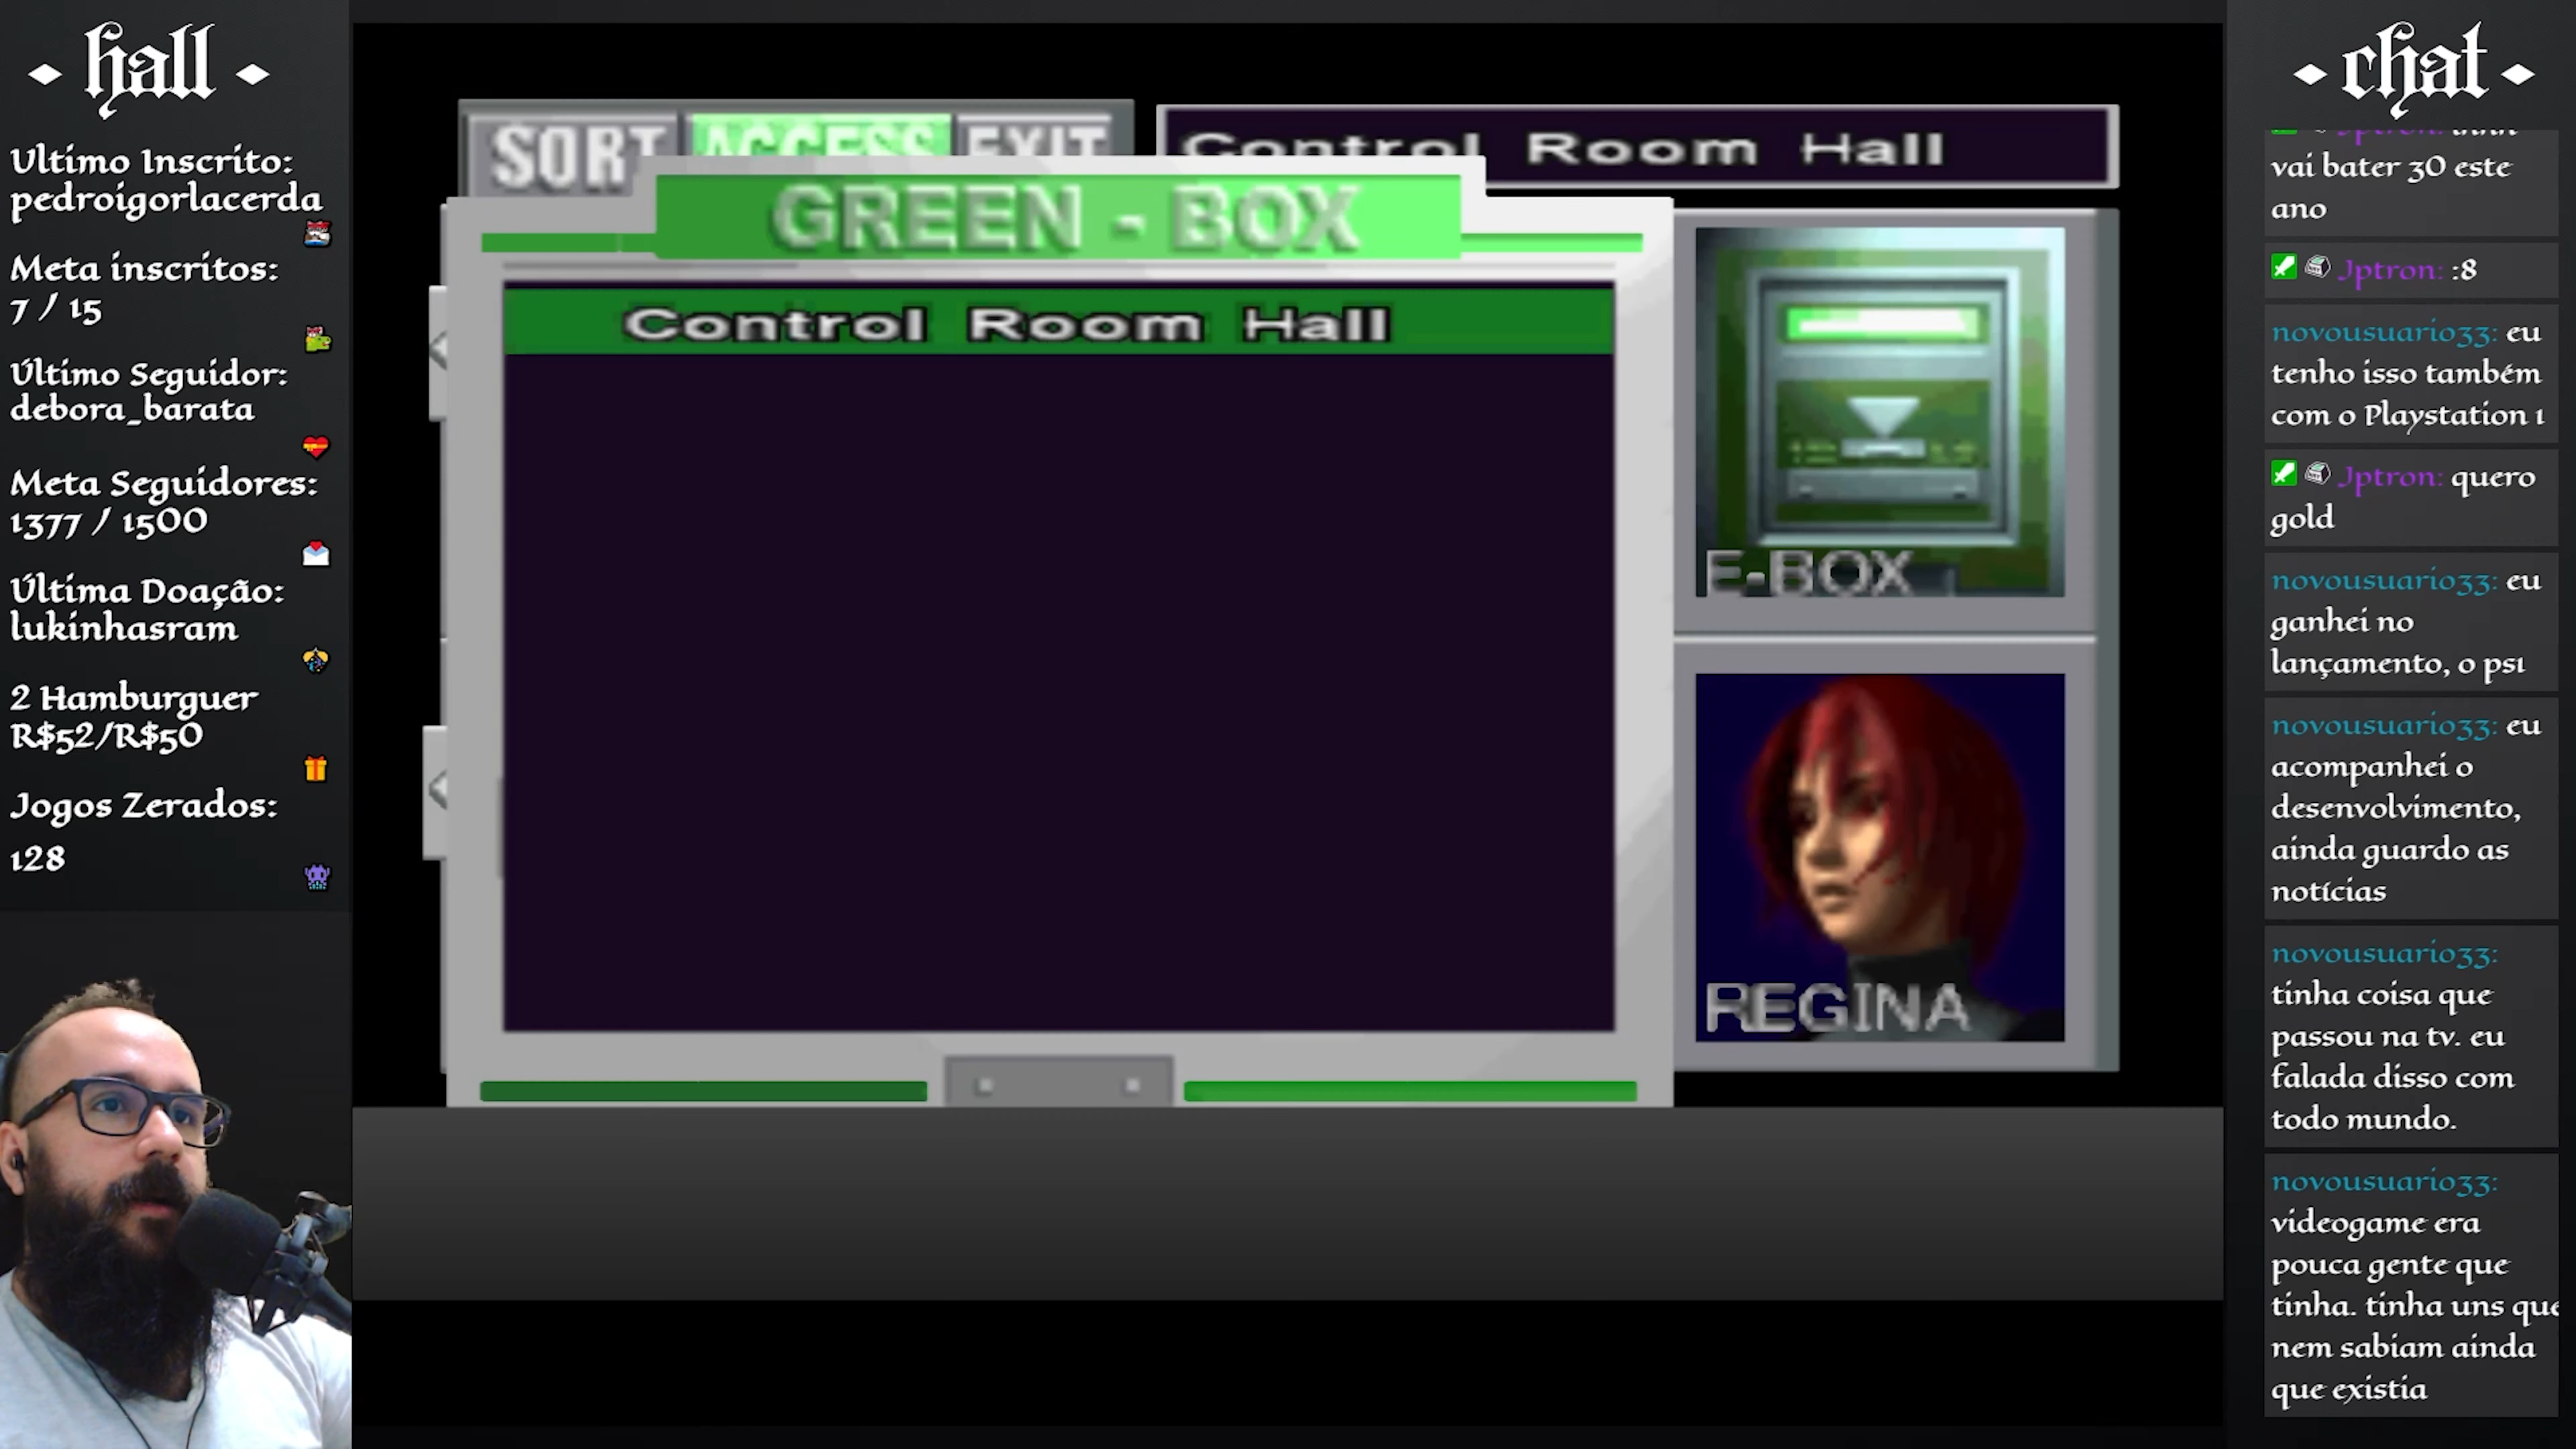 hall
Ultimo Inscrito:
pedroigorlacerda
Meta inscritos:
7 / 15
Último Seguidor:
debora_barata
Meta Seguidores:
1377 / 1500
Última Doação:
lukinhasram
2 Hamburguer
R$52/R$50
Jogos Zerados:
128
SORT ACCESS EXIT
Control Room Hall
GREEN - BOX
Control Room Hall
E-BOX
REGINA
chat
Jptron:
vai bater 30 este
ano
Jptron: :8
novousuario33: eu
tenho isso também
com o Playstation 1
Jptron: quero
gold
novousuario33: eu
ganhei no
lançamento, o ps1
novousuario33: eu
acompanhei o
desenvolvimento,
ainda guardo as
notícias
novousuario33:
tinha coisa que
passou na tv. eu
falada disso com
todo mundo.
novousuario33:
videogame era
pouca gente que
tinha. tinha uns que
nem sabiam ainda
que existia